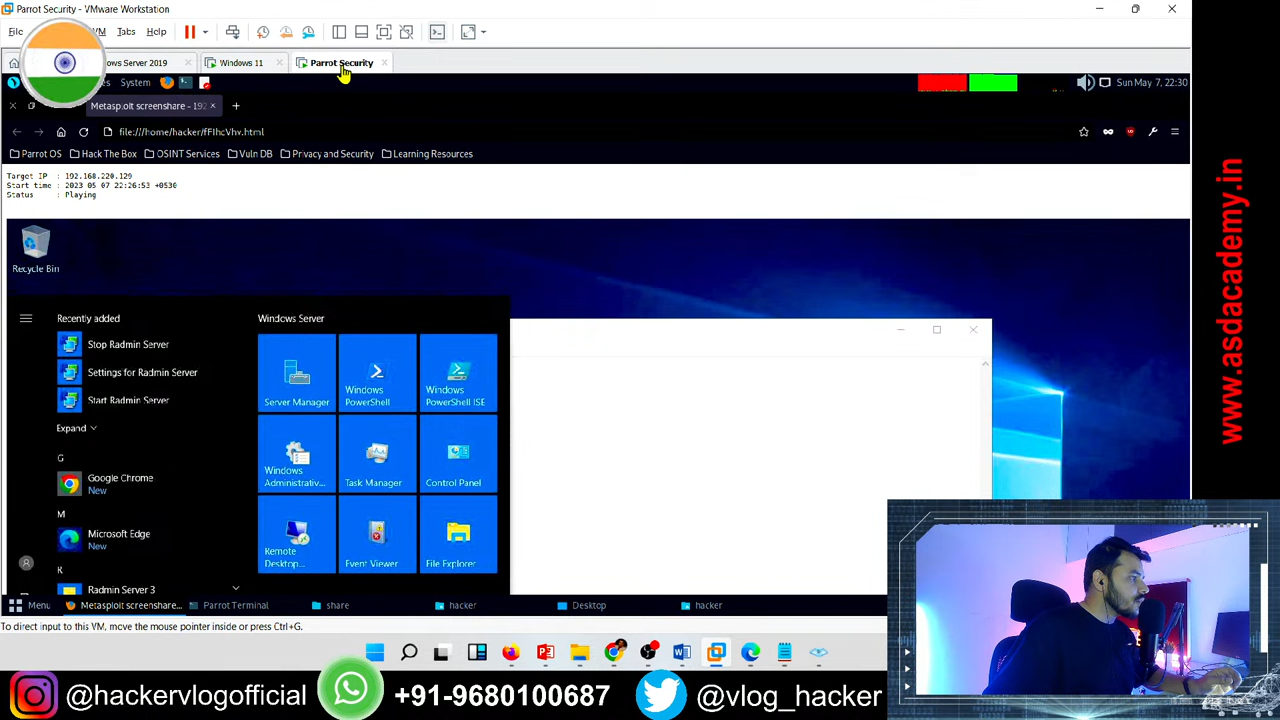 Parrot Security - VMware Workstation
File VM Tabs Help
ows Server 2019 Windows 11 Parrot Security
es System Sun May 7, 22:30
Metasploit screenshare - 192
file:///home/hacker/fFIhcVhv.html
Parrot OS Hack The Box OSINT Services Vuln DB Privacy and Security Learning Resources
Target IP : 192.168.220.129
Start time : 2023 05 07 22:26:53 +0530
Status : Playing
Recycle Bin
Recently added Windows Server
Stop Radmin Server
Settings for Radmin Server
Start Radmin Server
Server Manager Windows PowerShell Windows PowerShell ISE
Expand
G
Google Chrome
New
Windows Administrativ... Task Manager Control Panel
M
Microsoft Edge
New
R
Radmin Server 3
Remote Desktop... Event Viewer File Explorer
Menu Metasploit screenshare... Parrot Terminal share hacker Desktop hacker
To direct input to this VM, move the mouse pointer inside or press Ctrl+G.
www.asdacademy.in
@hackervlogofficial +91-9680100687 @vlog_hacker